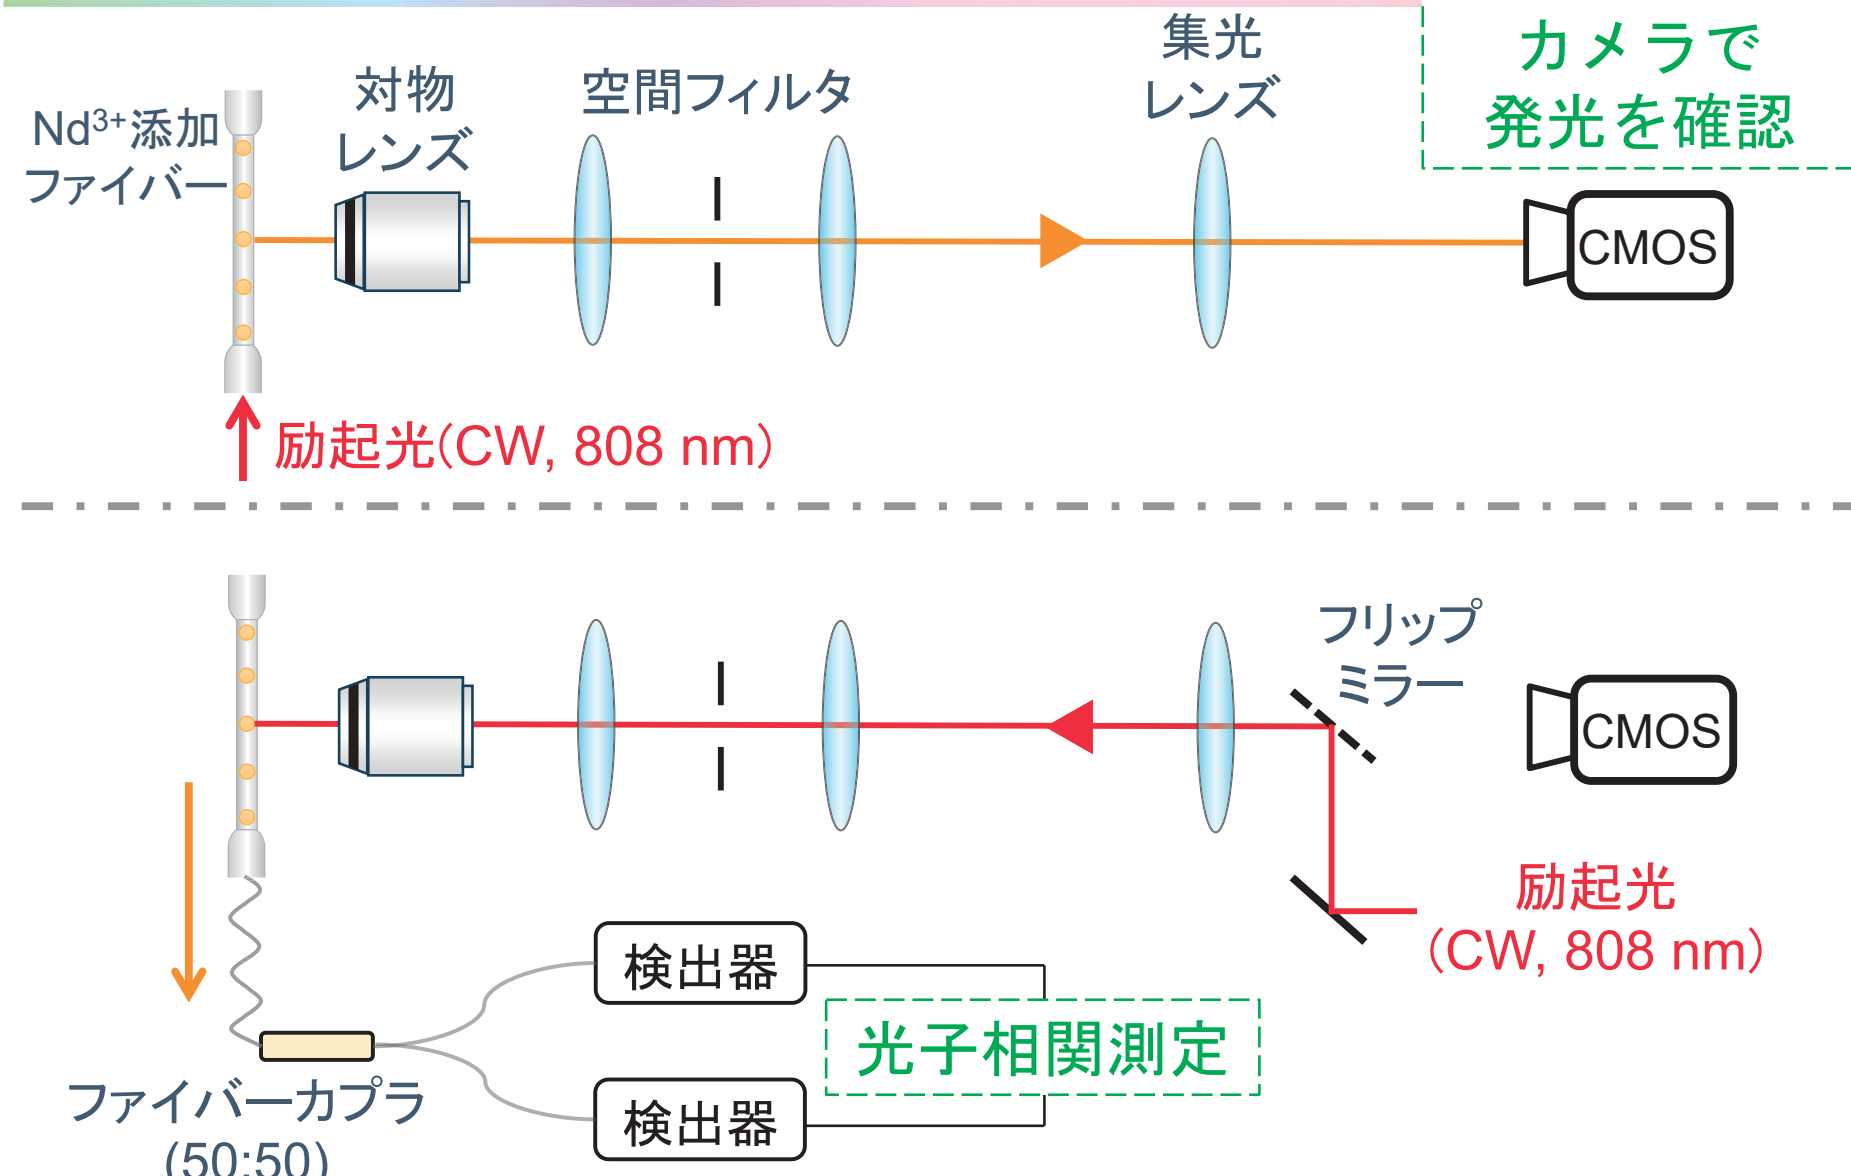 Nd³⁺添加
ファイバー
対物
レンズ
空間フィルタ
集光
レンズ
カメラで
発光を確認
CMOS
励起光(CW, 808 nm)
フリップ
ミラー
CMOS
励起光
(CW, 808 nm)
検出器
光子相関測定
検出器
ファイバーカプラ
(50:50)